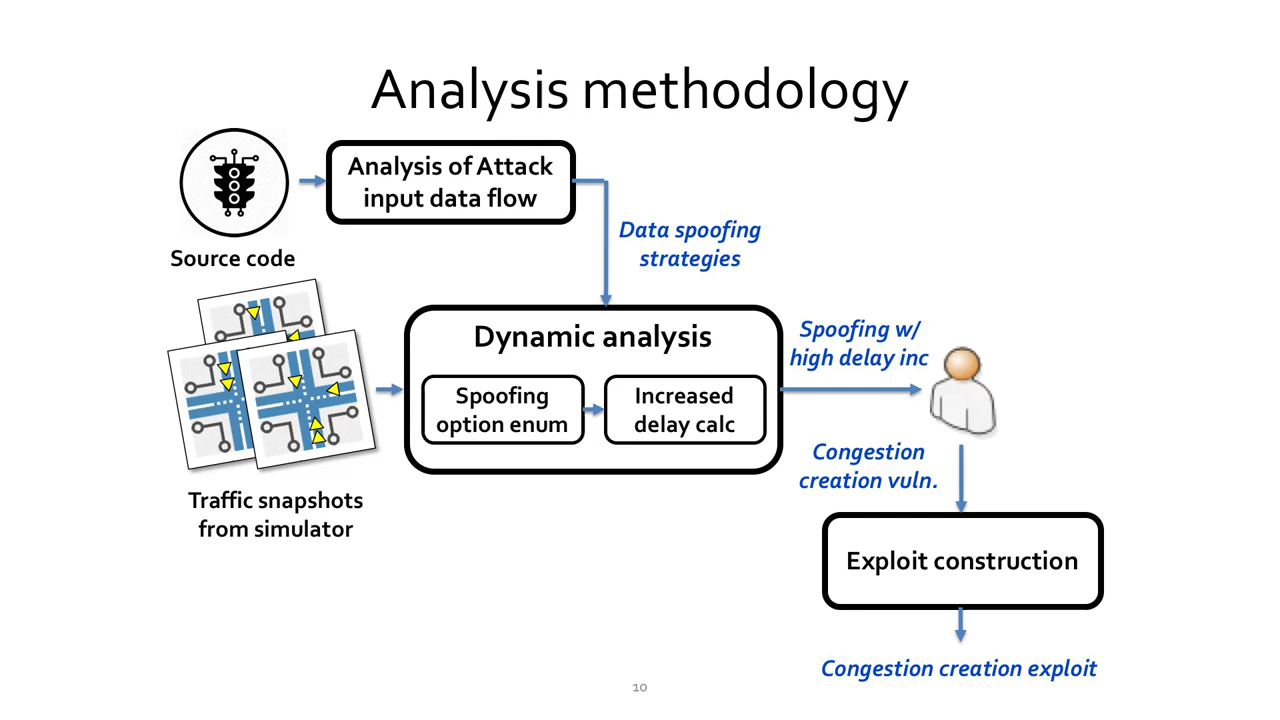 Analysis methodology
Analysis of Attack
input data flow
Source code
Data spoofing
strategies
Dynamic analysis
Spoofing
option enum
Increased
delay calc
Spoofing w/
high delay inc
Traffic snapshots
from simulator
Congestion
creation vuln.
Exploit construction
Congestion creation exploit
10